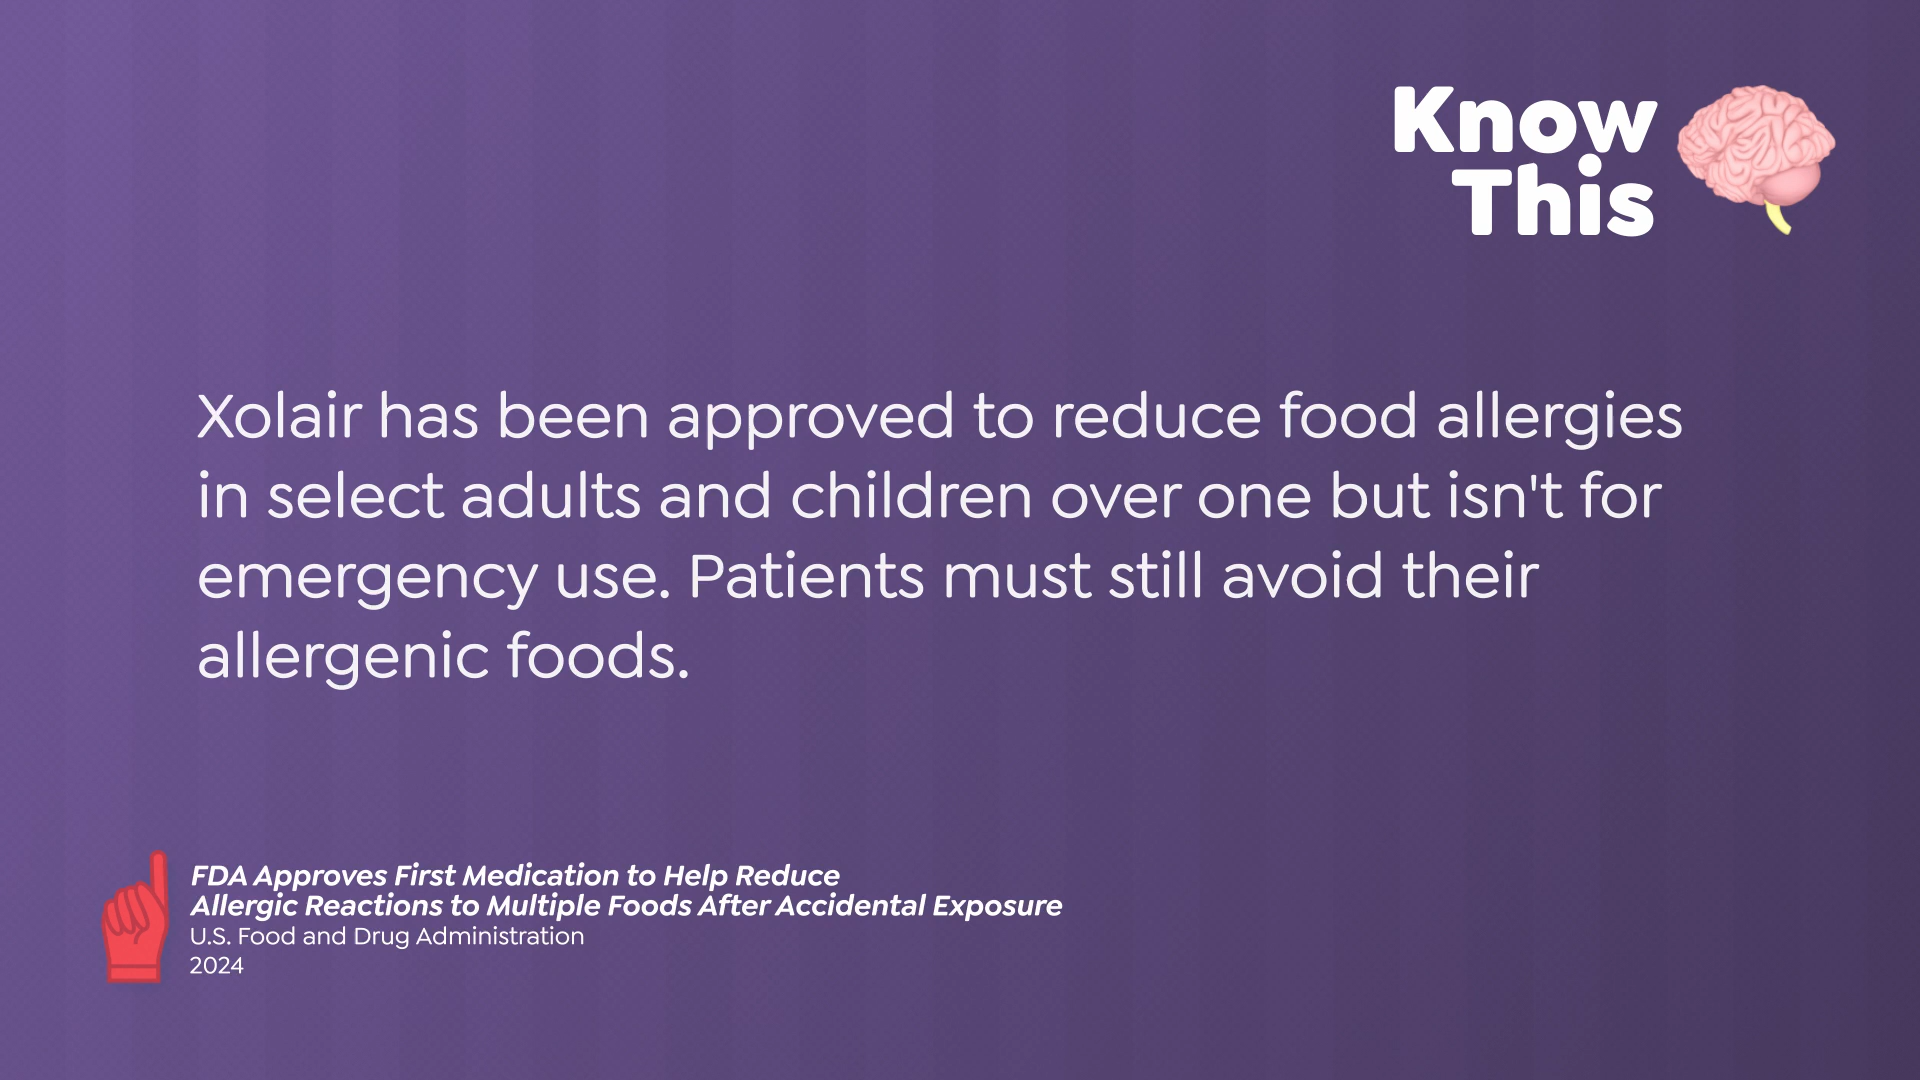 Know
This
Xolair has been approved to reduce food allergies
in select adults and children over one but isn't for
emergency use. Patients must still avoid their
allergenic foods.
FDA Approves First Medication to Help Reduce
Allergic Reactions to Multiple Foods After Accidental Exposure
U.S. Food and Drug Administration
2024